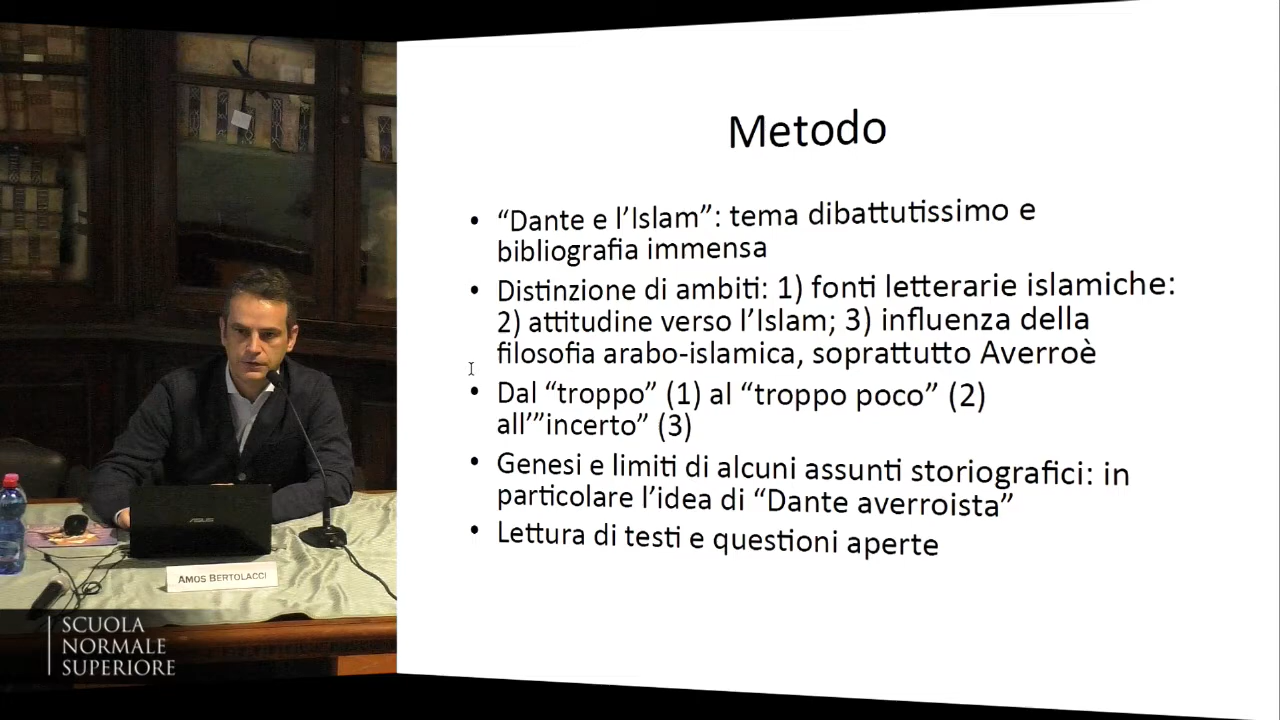 Metodo
• “Dante e l’Islam”: tema dibattutissimo e
bibliografia immensa
• Distinzione di ambiti: 1) fonti letterarie islamiche:
2) attitudine verso l’Islam; 3) influenza della
filosofia arabo-islamica, soprattutto Averroè
• Dal “troppo” (1) al “troppo poco” (2)
all’”incerto” (3)
• Genesi e limiti di alcuni assunti storiografici: in
particolare l’idea di “Dante averroista”
• Lettura di testi e questioni aperte
ASUS
AMOS BERTOLACCI
SCUOLA
NORMALE
SUPERIORE